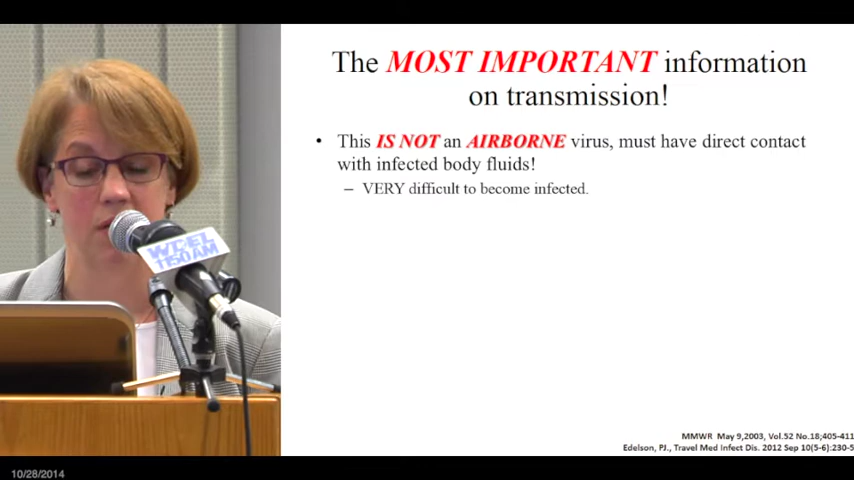 The MOST IMPORTANT information
on transmission!
• This IS NOT an AIRBORNE virus, must have direct contact
with infected body fluids!
– VERY difficult to become infected.
WDEL
1150AM
MMWR May 9,2003, Vol.52 No.18;405-411
Edelson, PJ., Travel Med Infect Dis. 2012 Sep 10(5-6):230-5
10/28/2014